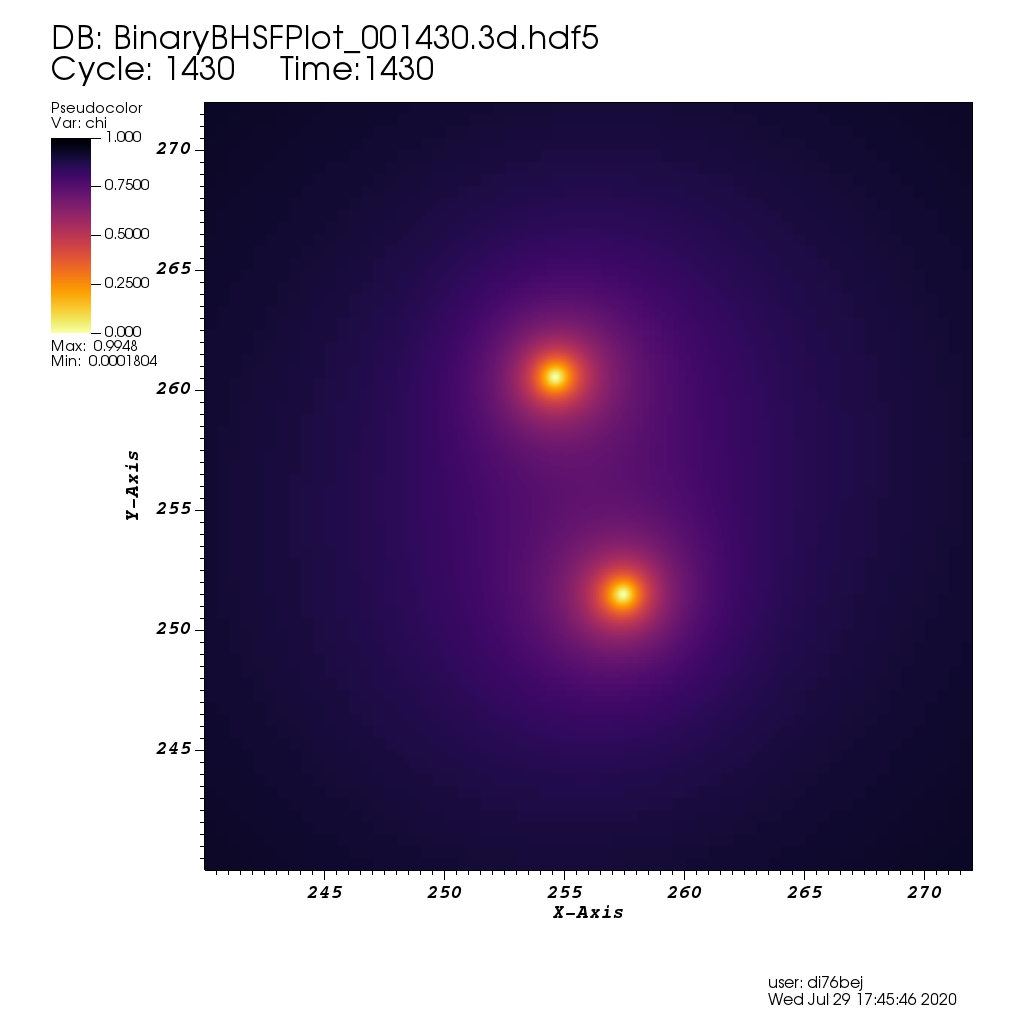 DB: BinaryBHSFPlot_001430.3d.hdf5
Cycle: 1430 Time:1430
Pseudocolor
Var: chi
1.000
0.7500
0.5000
0.2500
0.000
Max: 0.9948
Min: 0.0001804
270
265
260
255
250
245
Y-Axis
245 250 255 260 265 270
X-Axis
user: di76bej
Wed Jul 29 17:45:46 2020